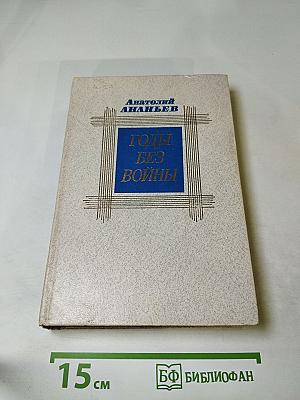 Анатолий
АНАНЬЕВ
ГОДЫ
БЕЗ
ВОЙНЫ
15 см
БФ БИБЛИОФАН